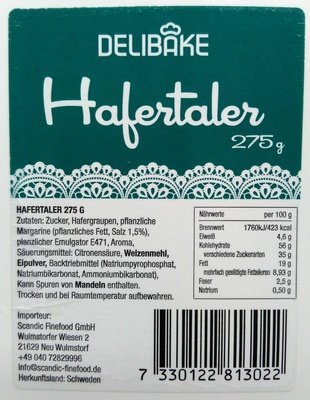 DELIBAKE
Hafertaler
275g
HAFERTALER 275 G
Zutaten: Zucker, Hafergraupen, pflanzliche
Margarine (pflanzliches Fett, Salz 1,5%),
planzlicher Emulgator E471, Aroma,
Säuerungsmittel: Citronensäure, Weizenmehl,
Eipulver, Backtriebmittel (Natriumpyrophosphat,
Natriumbikarbonat, Ammoniumbikarbonat).
Kann Spuren von Mandeln enthalten.
Trocken und bei Raumtemperatur aufbewahren.
Importeur:
Scandic Finefood GmbH
Wulmstorfer Wiesen 2
21629 Neu Wulmstorf
+49 040 72829996
Info@scandic-finefood.de
Herkunftsland: Schweden
Nährwerte per 100 g
Brennwert 1760kJ/423 kcal
Eiweiß 4,6 g
Kohlehydrate 56 g
verschiedene Zuckerarten 35 g
Fett 19 g
mehrfach gesättigte Fettsäuren 8,93 g
Faser 2,5 g
Natrium 0,50 g
7 330122 813022